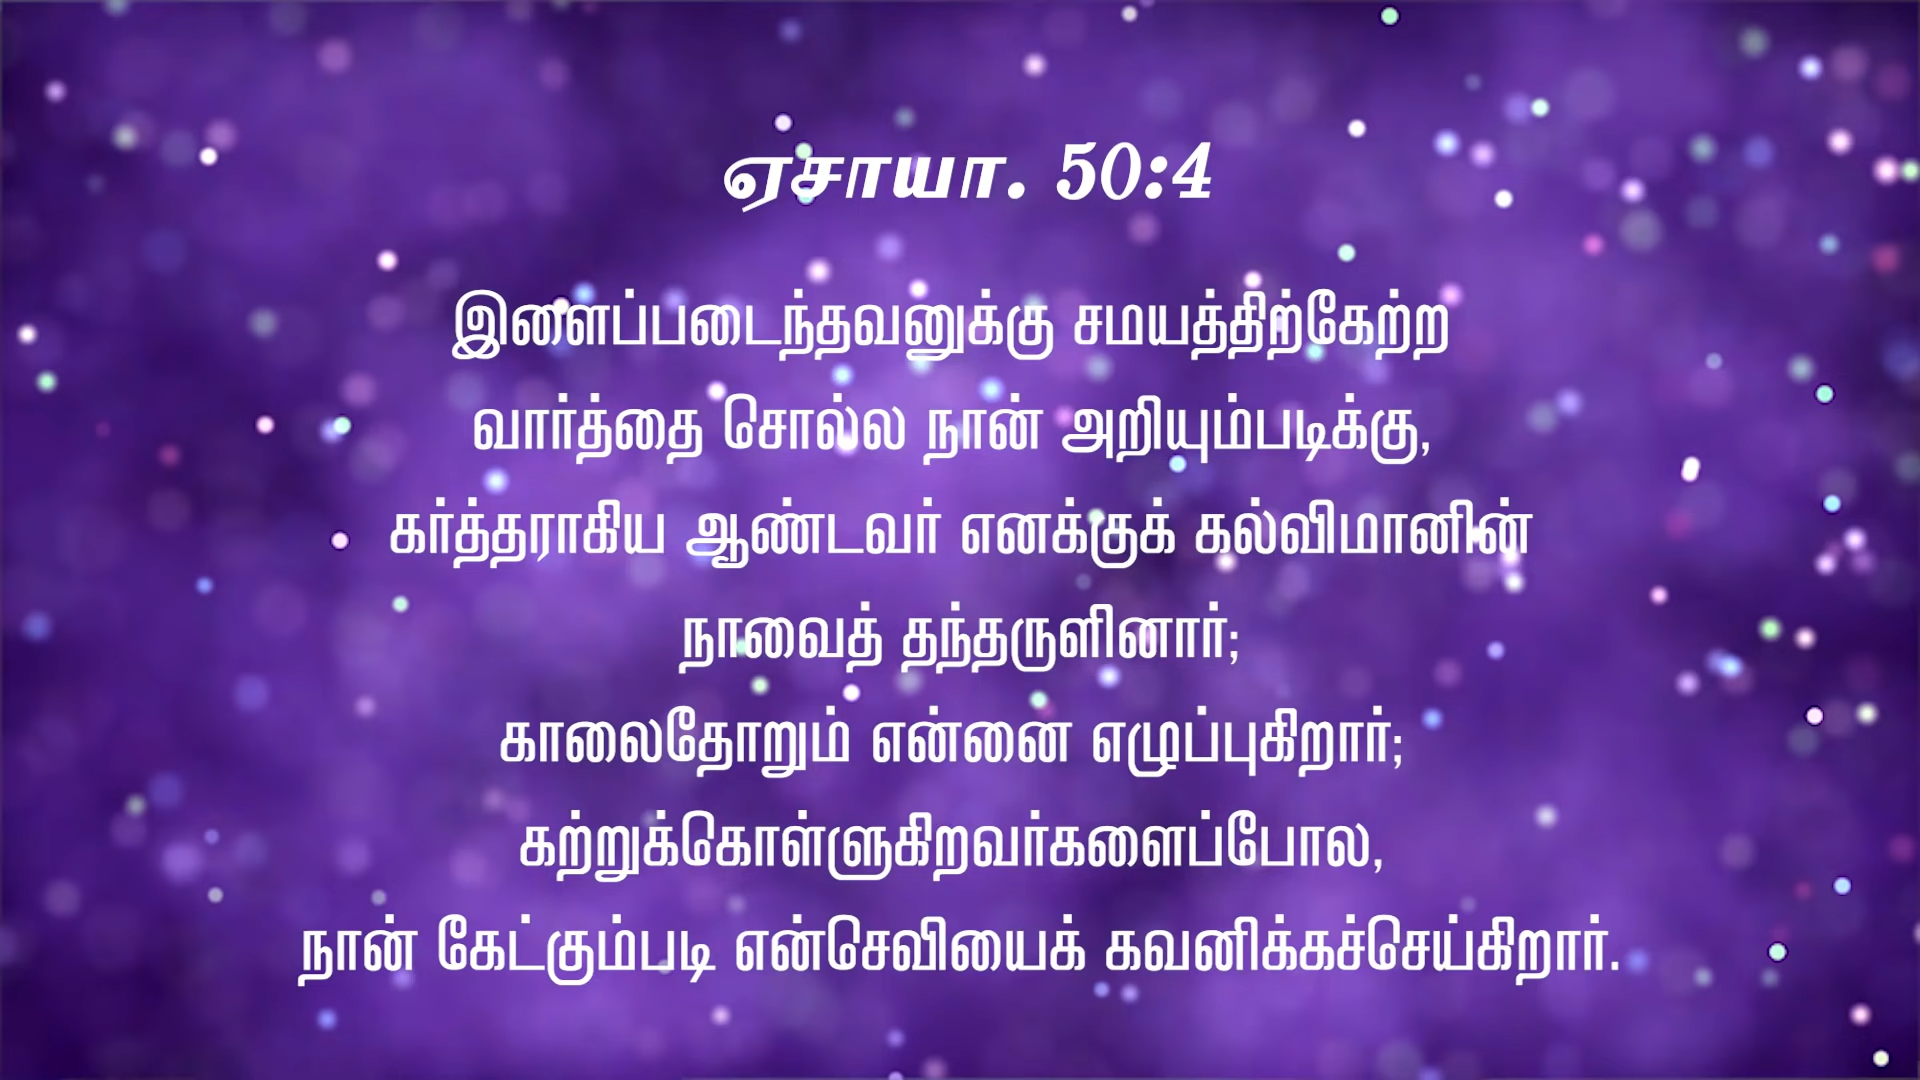 ஏசாயா. 50:4
இளைப்படைந்தவனுக்கு சமயத்திற்கேற்ற
வார்த்தை சொல்ல நான் அறியும்படிக்கு,
கர்த்தராகிய ஆண்டவர் எனக்குக் கல்விமானின்
நாவைத் தந்தருளினார்;
காலைதோறும் என்னை எழுப்புகிறார்;
கற்றுக்கொள்ளுகிறவர்களைப்போல,
நான் கேட்கும்படி என்செவியைக் கவனிக்கச்செய்கிறார்.